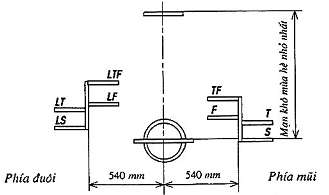 LTF
LF
LT
LS
TF
F
T
S
Mạn khô mùa hè nhỏ nhất
Phía đuôi
540 mm
540 mm
Phía mũi